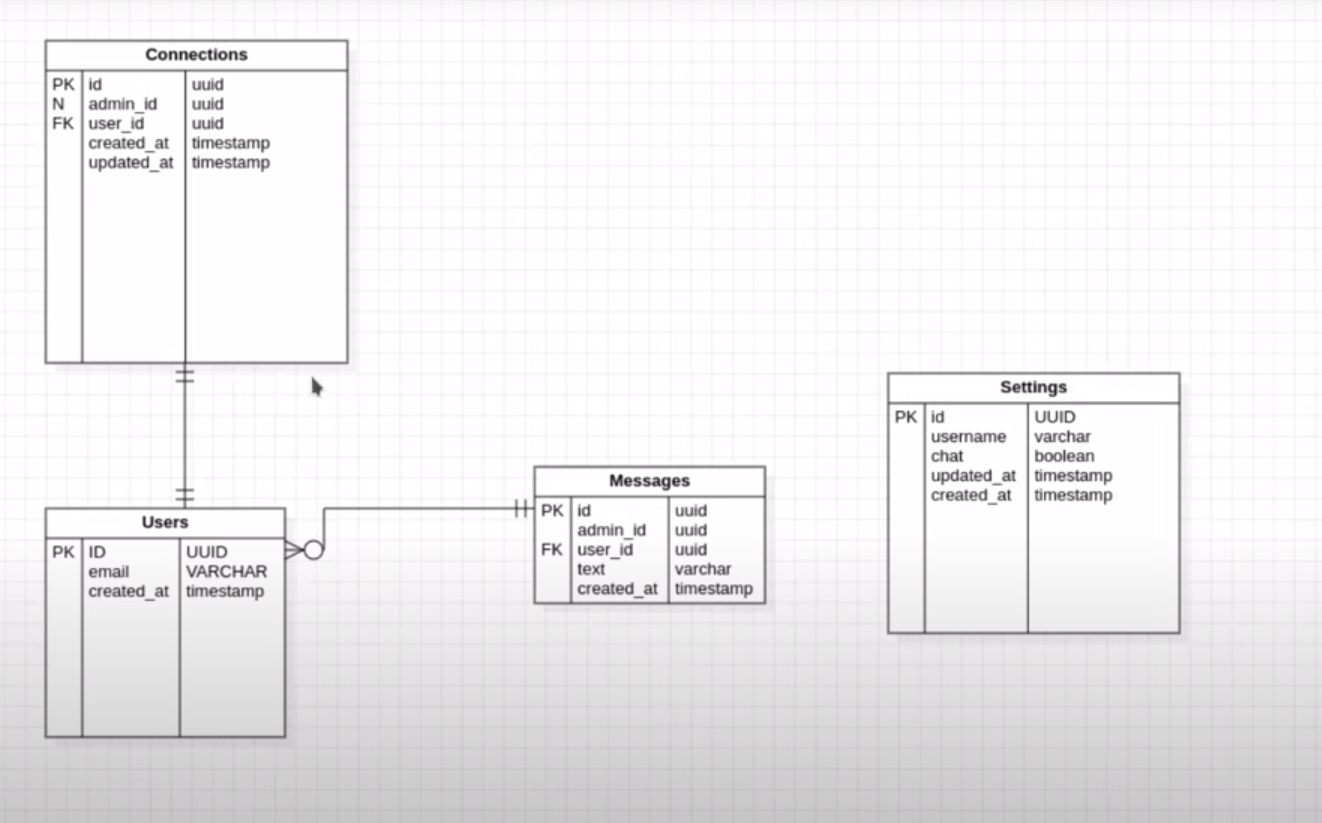 Connections
PK id uuid
N admin_id uuid
FK user_id uuid
created_at timestamp
updated_at timestamp
Users
PK ID UUID
email VARCHAR
created_at timestamp
Messages
PK id uuid
admin_id uuid
FK user_id uuid
text varchar
created_at timestamp
Settings
PK id UUID
username varchar
chat boolean
updated_at timestamp
created_at timestamp